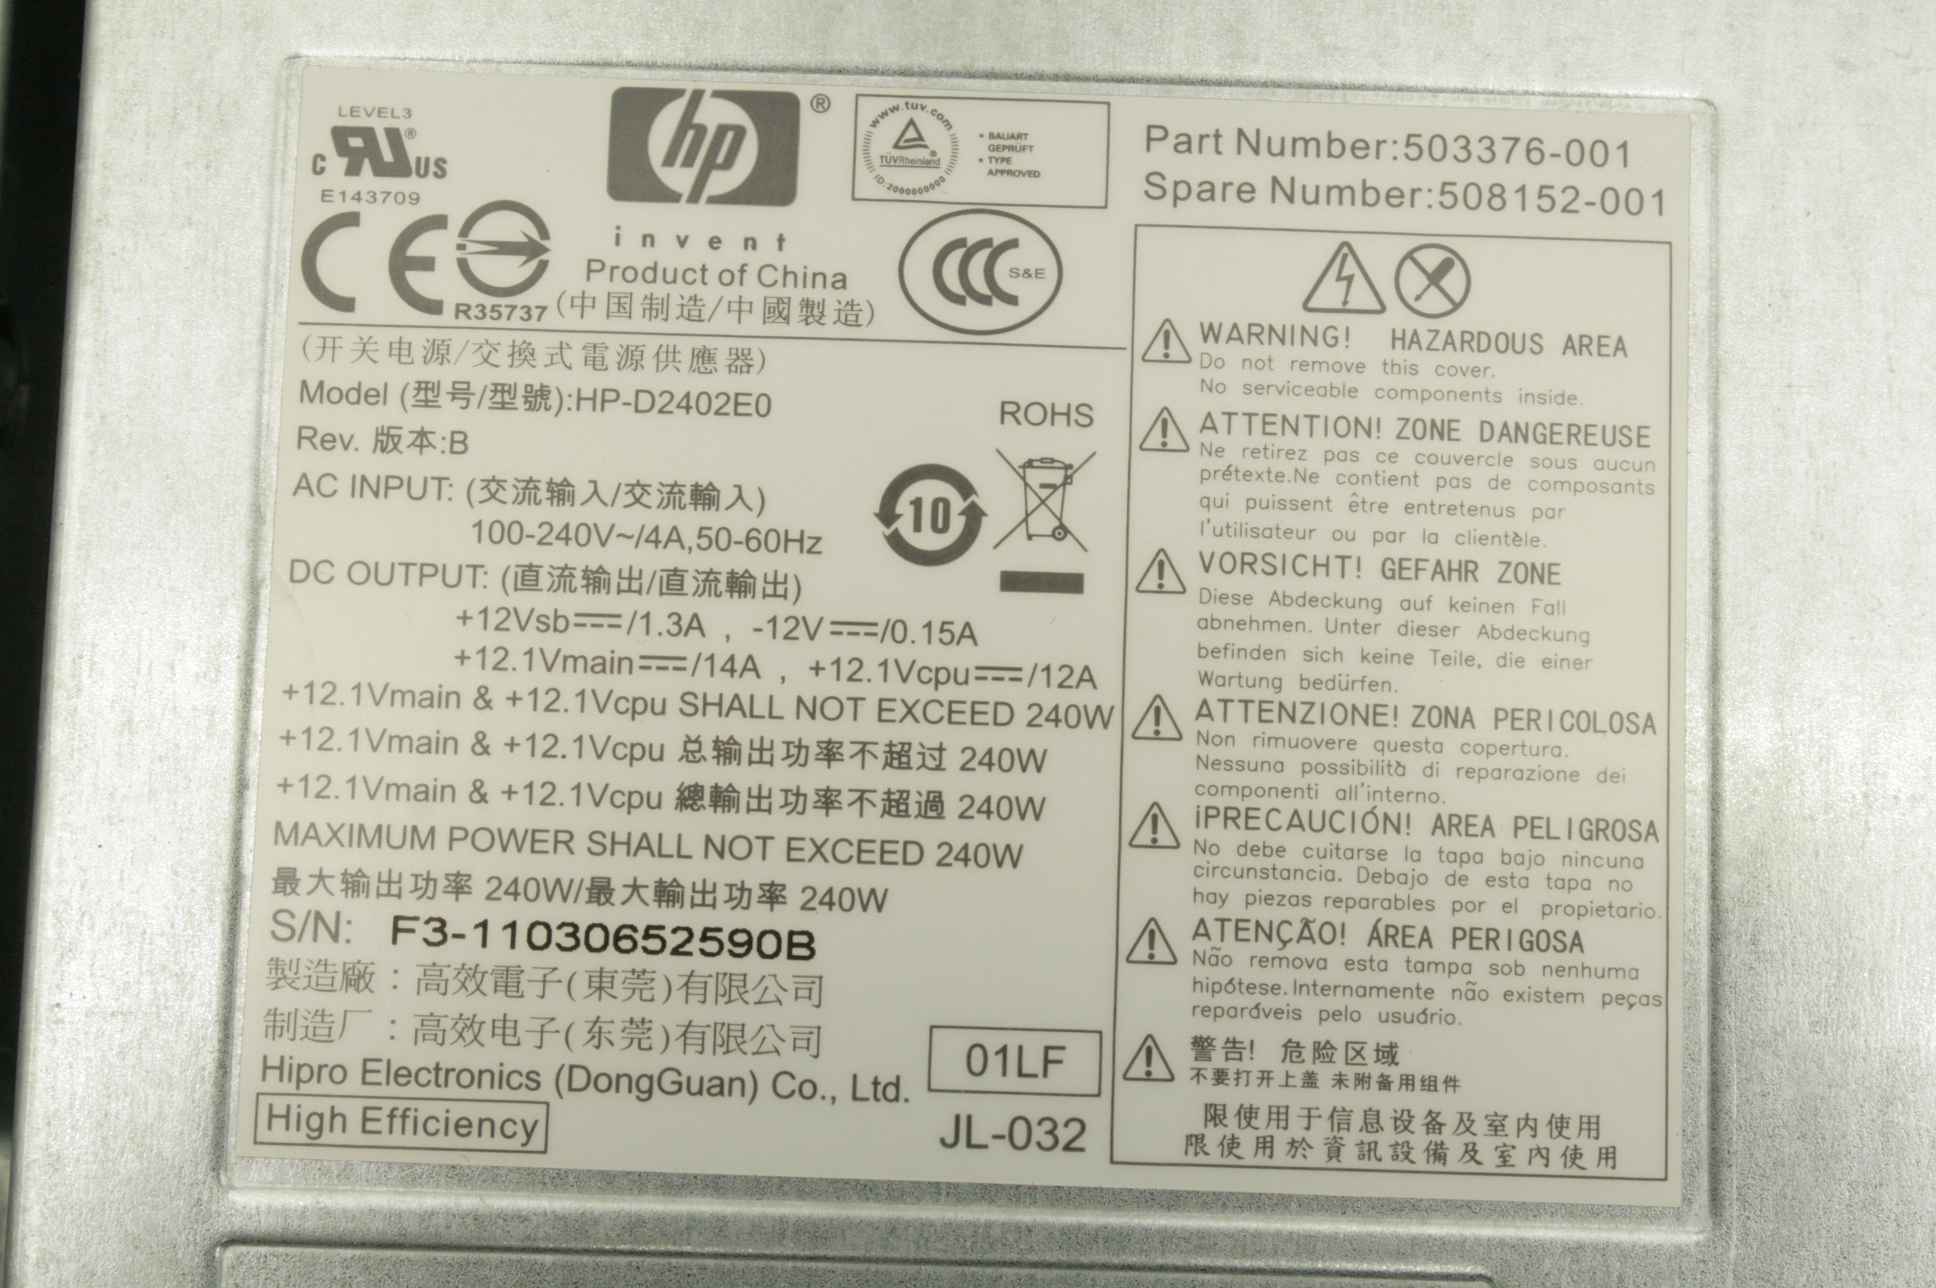 LEVEL3
C RU ® US
E143709
CE
R35737
hp ®
invent
Product of China
(中国制造/中國製造)
www.tuv.com
TÜVRheinland ®
ID:2000000000
• BAUART
GEPRÜFT
• TYPE
APPROVED
CCC S&E
Part Number:503376-001
Spare Number:508152-001
(开关电源/交換式電源供應器)
Model (型号/型號):HP-D2402E0
Rev. 版本:B
AC INPUT: (交流输入/交流輸入)
100-240V~/4A,50-60Hz
DC OUTPUT: (直流输出/直流輸出)
+12Vsb⎓/1.3A , -12V⎓/0.15A
+12.1Vmain⎓/14A , +12.1Vcpu⎓/12A
+12.1Vmain & +12.1Vcpu SHALL NOT EXCEED 240W
+12.1Vmain & +12.1Vcpu 总输出功率不超过 240W
+12.1Vmain & +12.1Vcpu 總輸出功率不超過 240W
MAXIMUM POWER SHALL NOT EXCEED 240W
最大输出功率 240W/最大輸出功率 240W
S/N: F3-11030652590B
製造廠：高效電子(東莞)有限公司
制造厂：高效电子(东莞)有限公司
Hipro Electronics (DongGuan) Co., Ltd.
High Efficiency
ROHS
10
01LF
JL-032
WARNING! HAZARDOUS AREA
Do not remove this cover.
No serviceable components inside.
ATTENTION! ZONE DANGEREUSE
Ne retirez pas ce couvercle sous aucun
prétexte.Ne contient pas de composants
qui puissent être entretenus par
l'utilisateur ou par la clientèle.
VORSICHT! GEFAHR ZONE
Diese Abdeckung auf keinen Fall
abnehmen. Unter dieser Abdeckung
befinden sich keine Teile, die einer
Wartung bedürfen.
ATTENZIONE! ZONA PERICOLOSA
Non rimuovere questa copertura.
Nessuna possibilità di reparazione dei
componenti all'interno.
¡PRECAUCIÓN! AREA PELIGROSA
No debe cuitarse la tapa bajo nincuna
circunstancia. Debajo de esta tapa no
hay piezas reparables por el propietario.
ATENÇÃO! ÁREA PERIGOSA
Não remova esta tampa sob nenhuma
hipótese.Internamente não existem peças
reparáveis pelo usuário.
警告! 危险区域
不要打开上盖 未附备用组件
限使用于信息设备及室内使用
限使用於資訊設備及室內使用